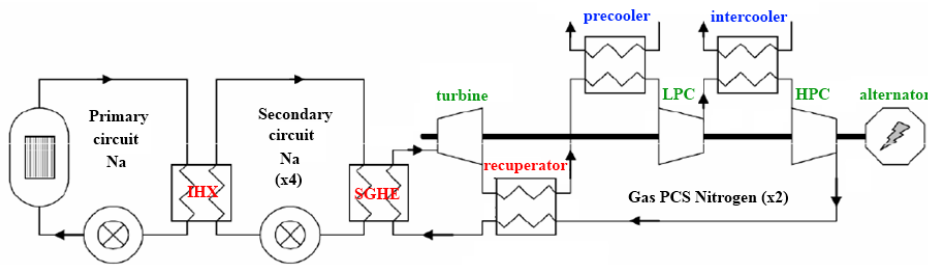 precooler
intercooler
turbine
LPC
HPC
alternator
Primary
circuit
Na
Secondary
circuit
Na
(x4)
recuperator
IHX
SGHE
Gas PCS Nitrogen (x2)